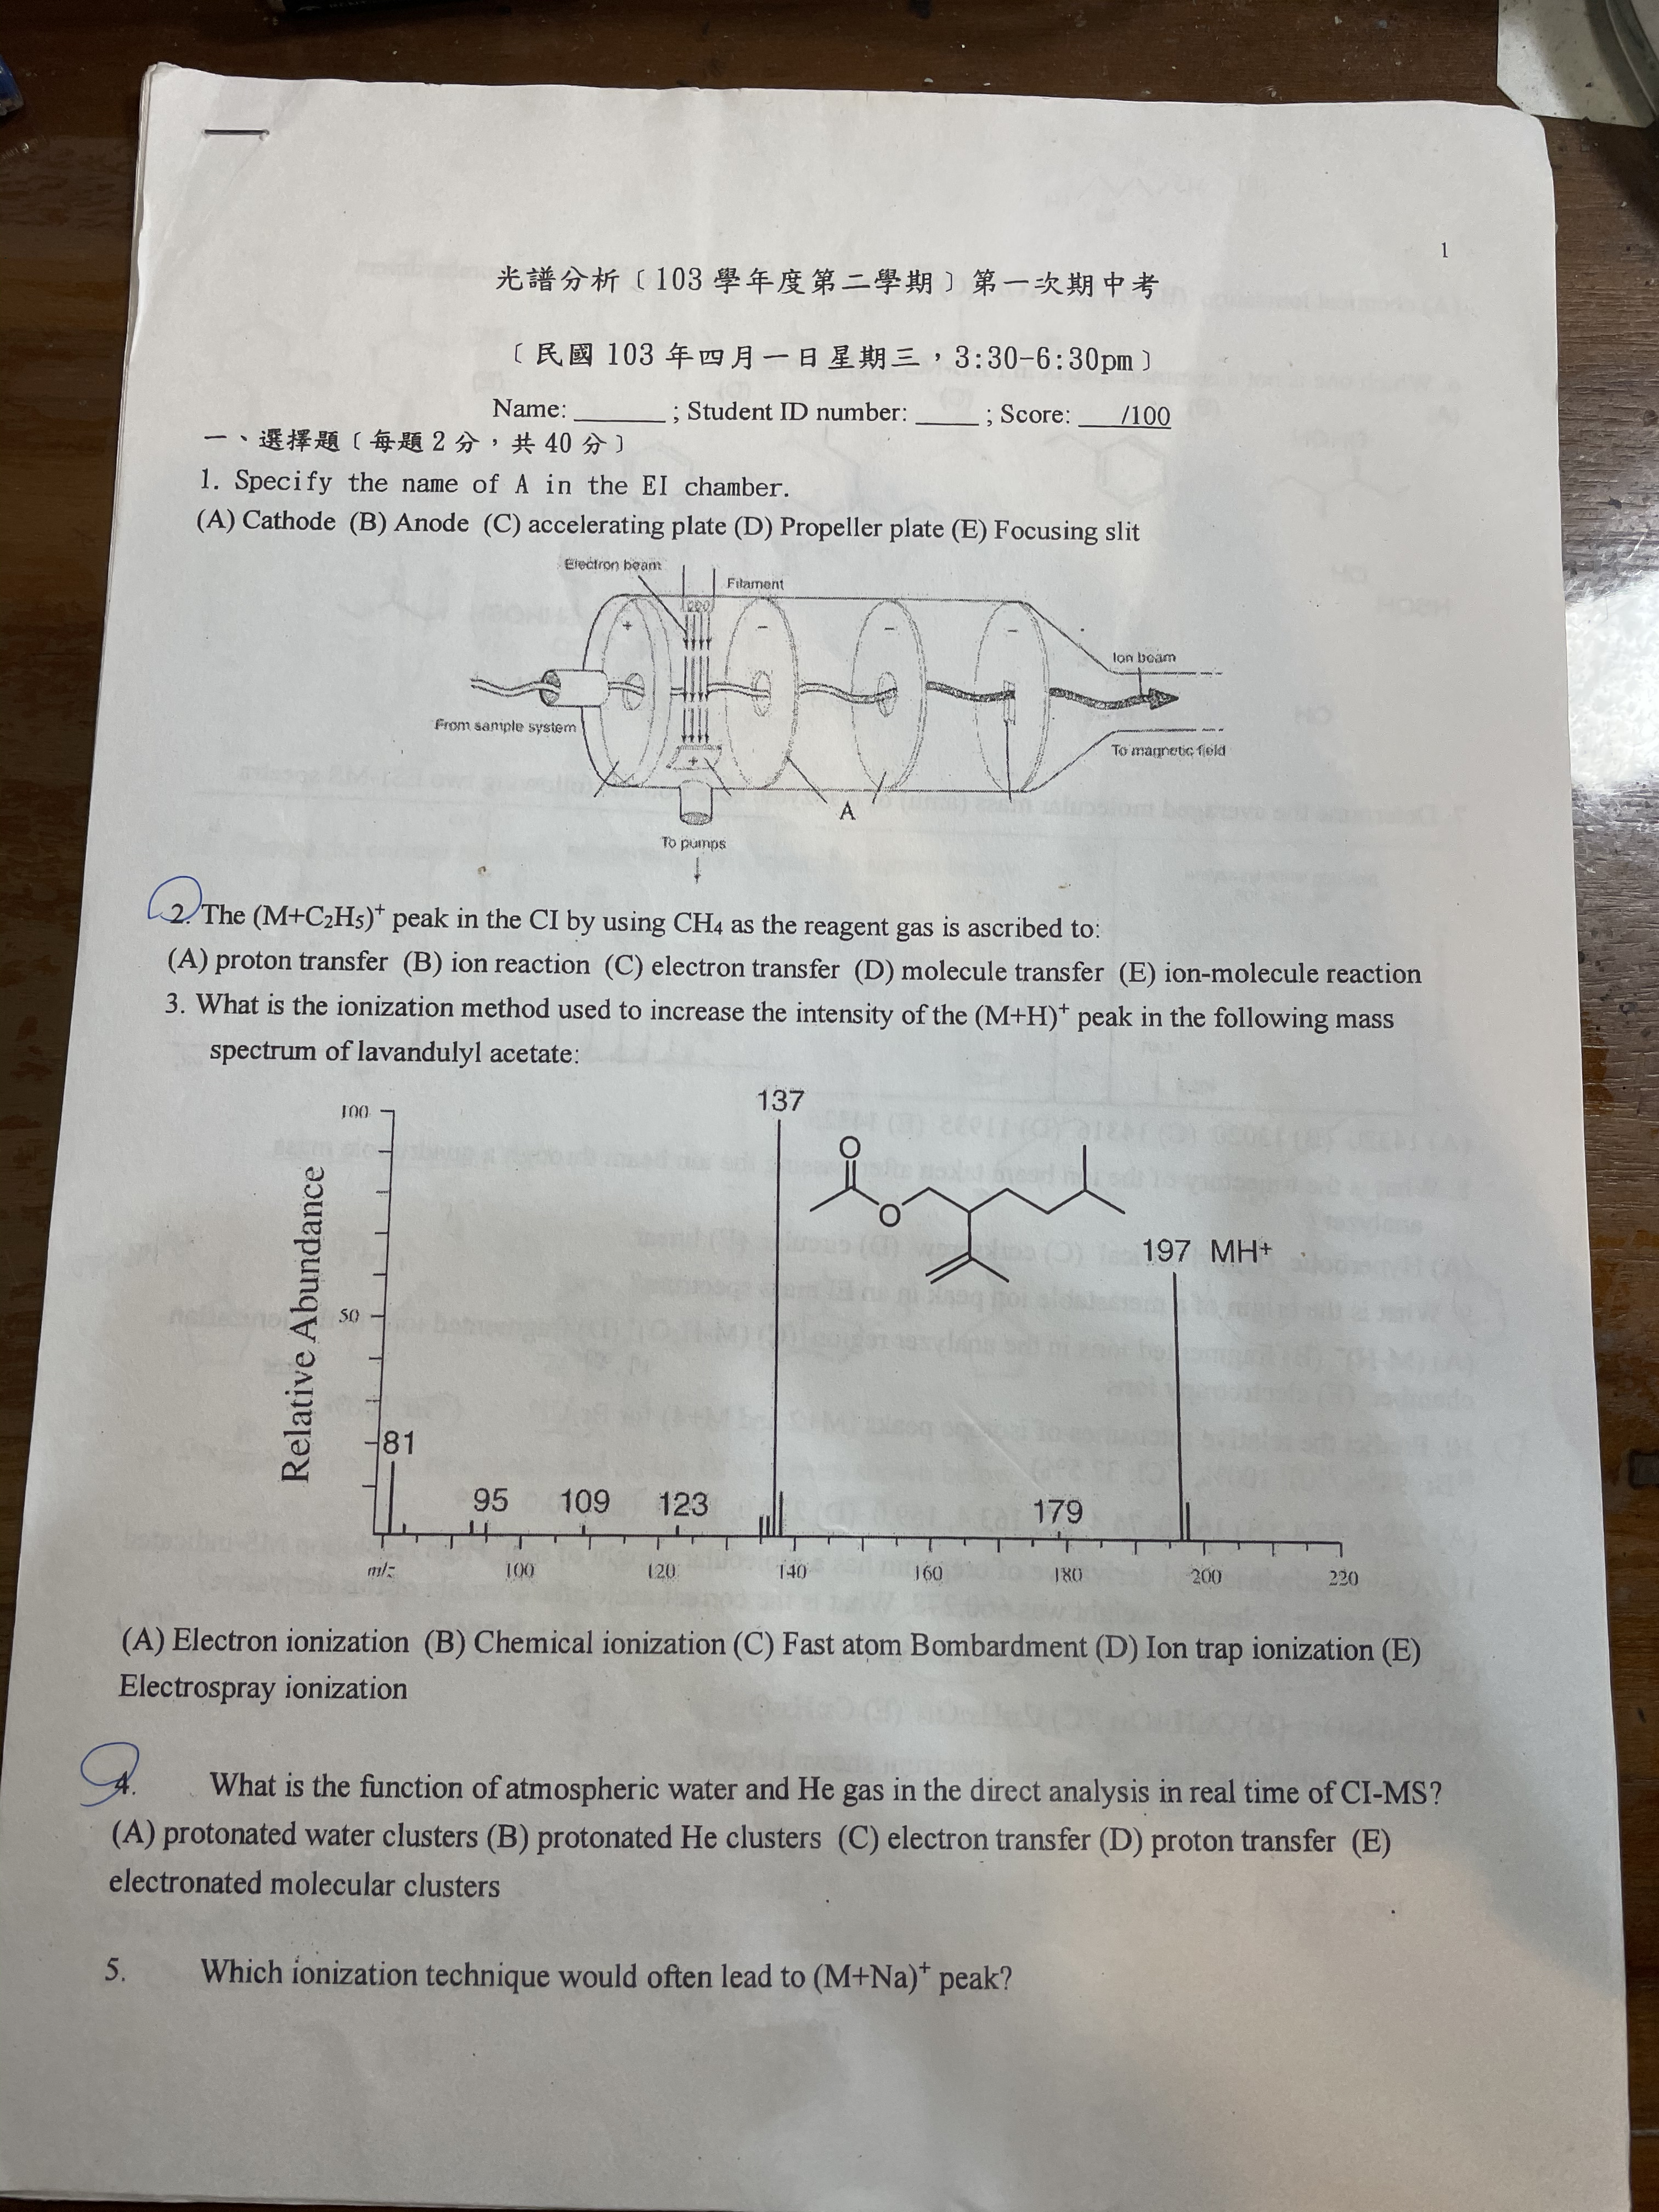 1
光譜分析〔103 學年度第二學期〕第一次期中考
〔民國 103 年四月一日星期三，3:30-6:30pm〕
Name: _______ ; Student ID number: _____ ; Score: ___/100
一、選擇題〔每題 2 分，共 40 分〕
1. Specify the name of A in the EI chamber.
(A) Cathode (B) Anode (C) accelerating plate (D) Propeller plate (E) Focusing slit
Electron beam
Filament
+
−
−
−
Ion beam
From sample system
+
To magnetic field
A
To pumps
2. The (M+C2H5)+ peak in the CI by using CH4 as the reagent gas is ascribed to:
(A) proton transfer (B) ion reaction (C) electron transfer (D) molecule transfer (E) ion-molecule reaction
3. What is the ionization method used to increase the intensity of the (M+H)+ peak in the following mass
spectrum of lavandulyl acetate:
137
100
O
O
197 MH+
Relative Abundance
50
81
95 109 123
179
m/z 100 120 140 160 180 200 220
(A) Electron ionization (B) Chemical ionization (C) Fast atom Bombardment (D) Ion trap ionization (E)
Electrospray ionization
4. What is the function of atmospheric water and He gas in the direct analysis in real time of CI-MS?
(A) protonated water clusters (B) protonated He clusters (C) electron transfer (D) proton transfer (E)
electronated molecular clusters
5. Which ionization technique would often lead to (M+Na)+ peak?